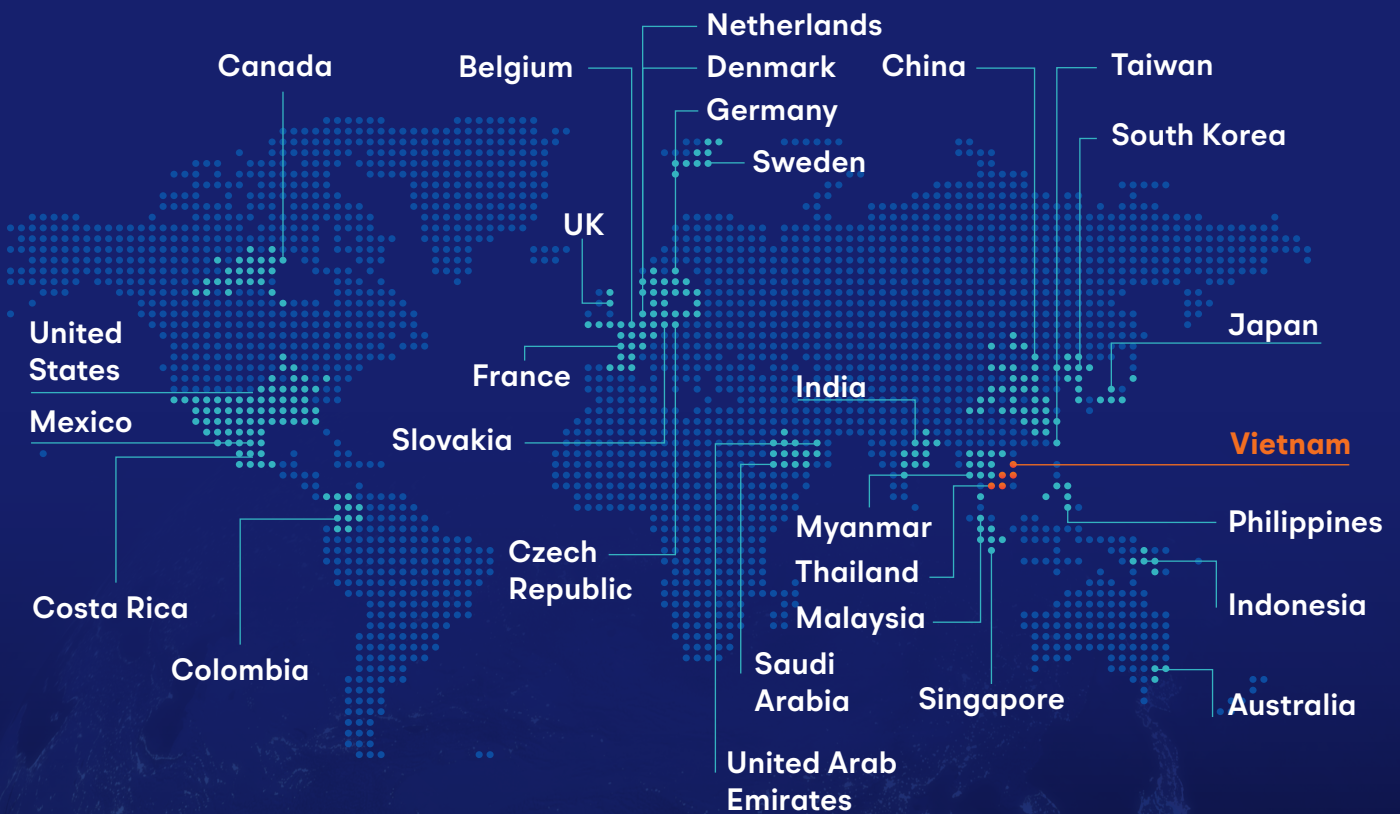 Netherlands
Canada
Belgium
Denmark
China
Taiwan
Germany
South Korea
Sweden
UK
United
States
Japan
France
India
Mexico
Slovakia
Vietnam
Myanmar
Philippines
Czech
Republic
Thailand
Costa Rica
Malaysia
Indonesia
Colombia
Saudi
Arabia
Singapore
Australia
United Arab
Emirates